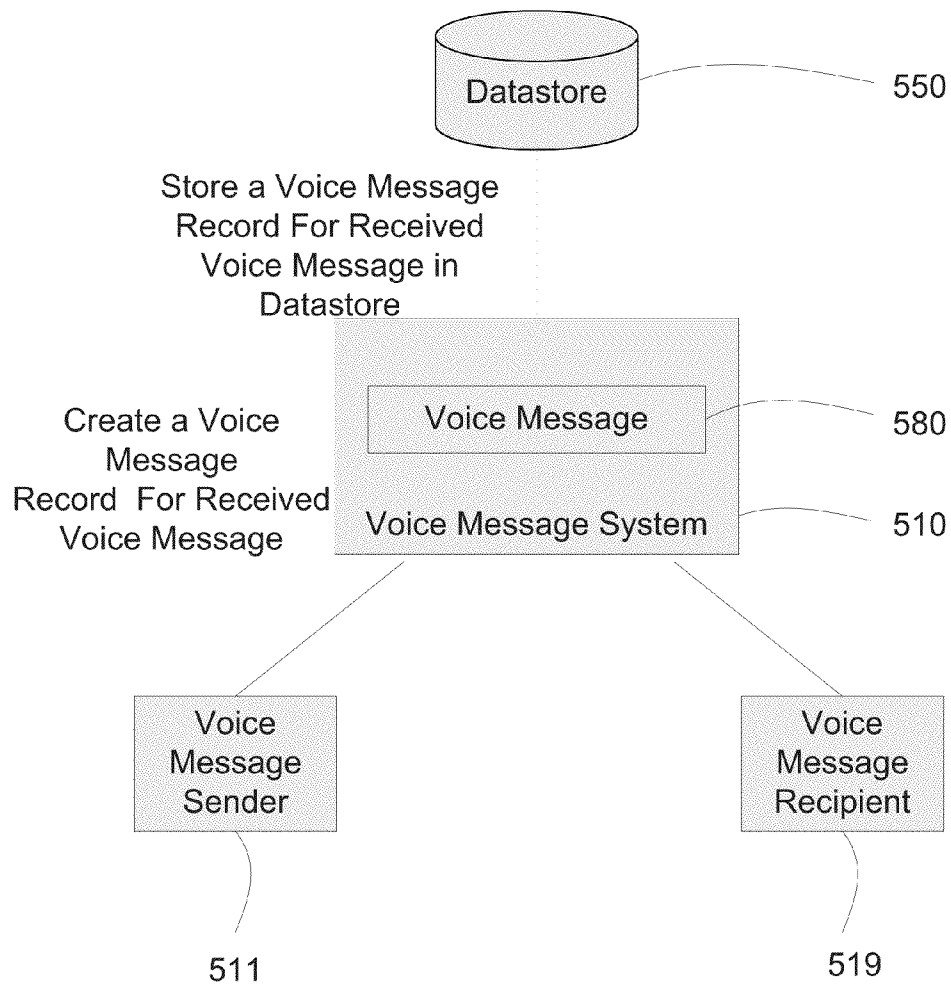 Datastore
550
Store a Voice Message
Record For Received
Voice Message in
Datastore
Create a Voice
Message
Record For Received
Voice Message
Voice Message
580
Voice Message System
510
Voice
Message
Sender
Voice
Message
Recipient
511
519